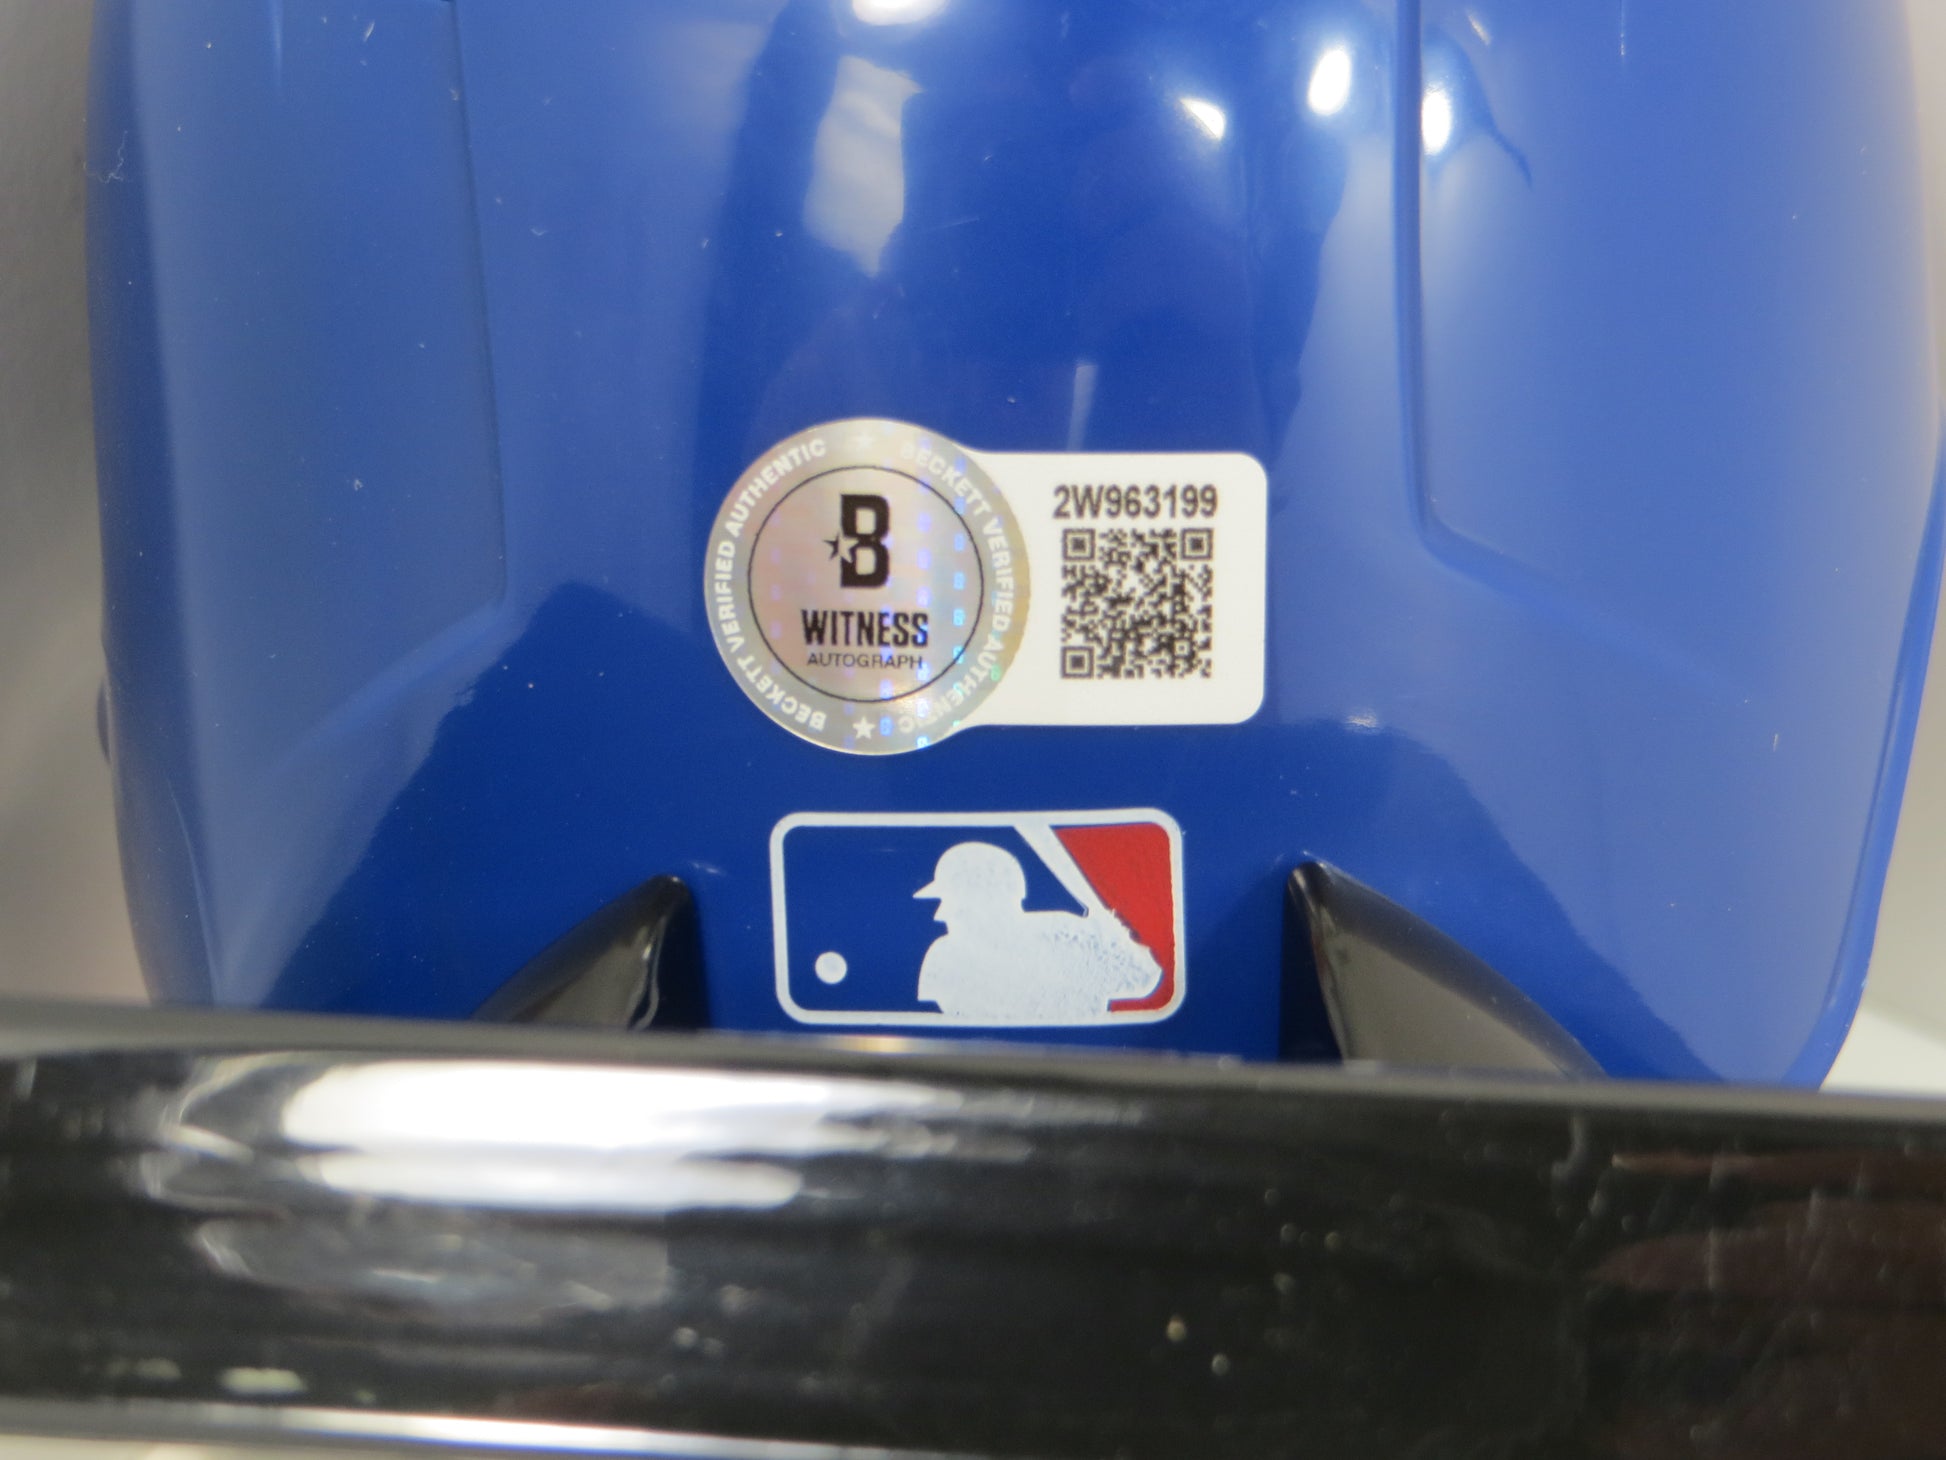 BECKETT VERIFIED AUTHENTIC ★ BECKETT VERIFIED AUTHENTIC ★
B
WITNESS
AUTOGRAPH
2W963199